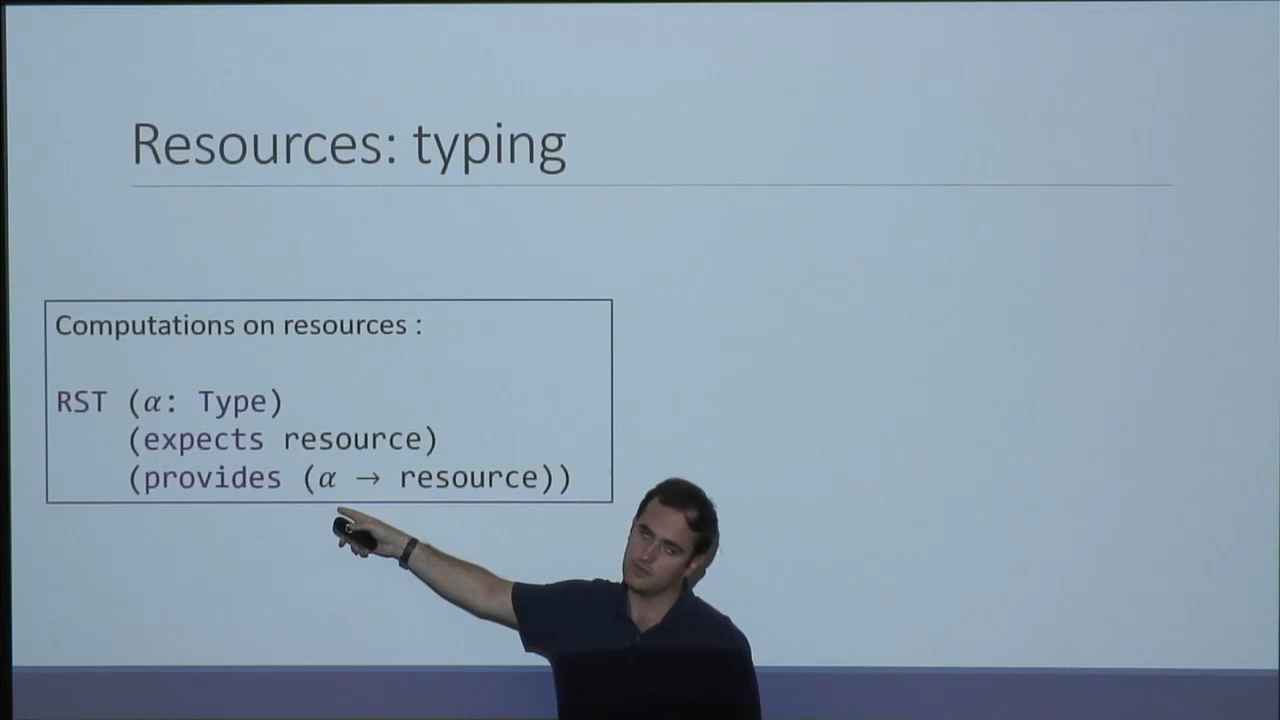 Resources: typing
Computations on resources :
RST (α: Type)
(expects resource)
(provides (α → resource))